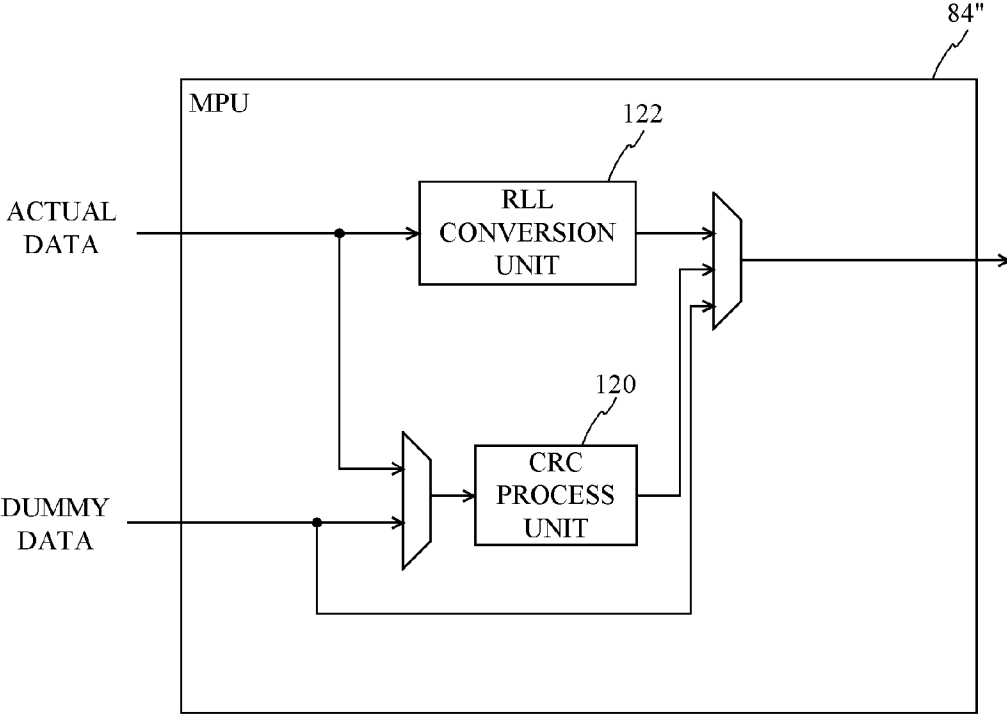 84"
MPU
122
RLL
CONVERSION
UNIT
ACTUAL
DATA
120
CRC
PROCESS
UNIT
DUMMY
DATA